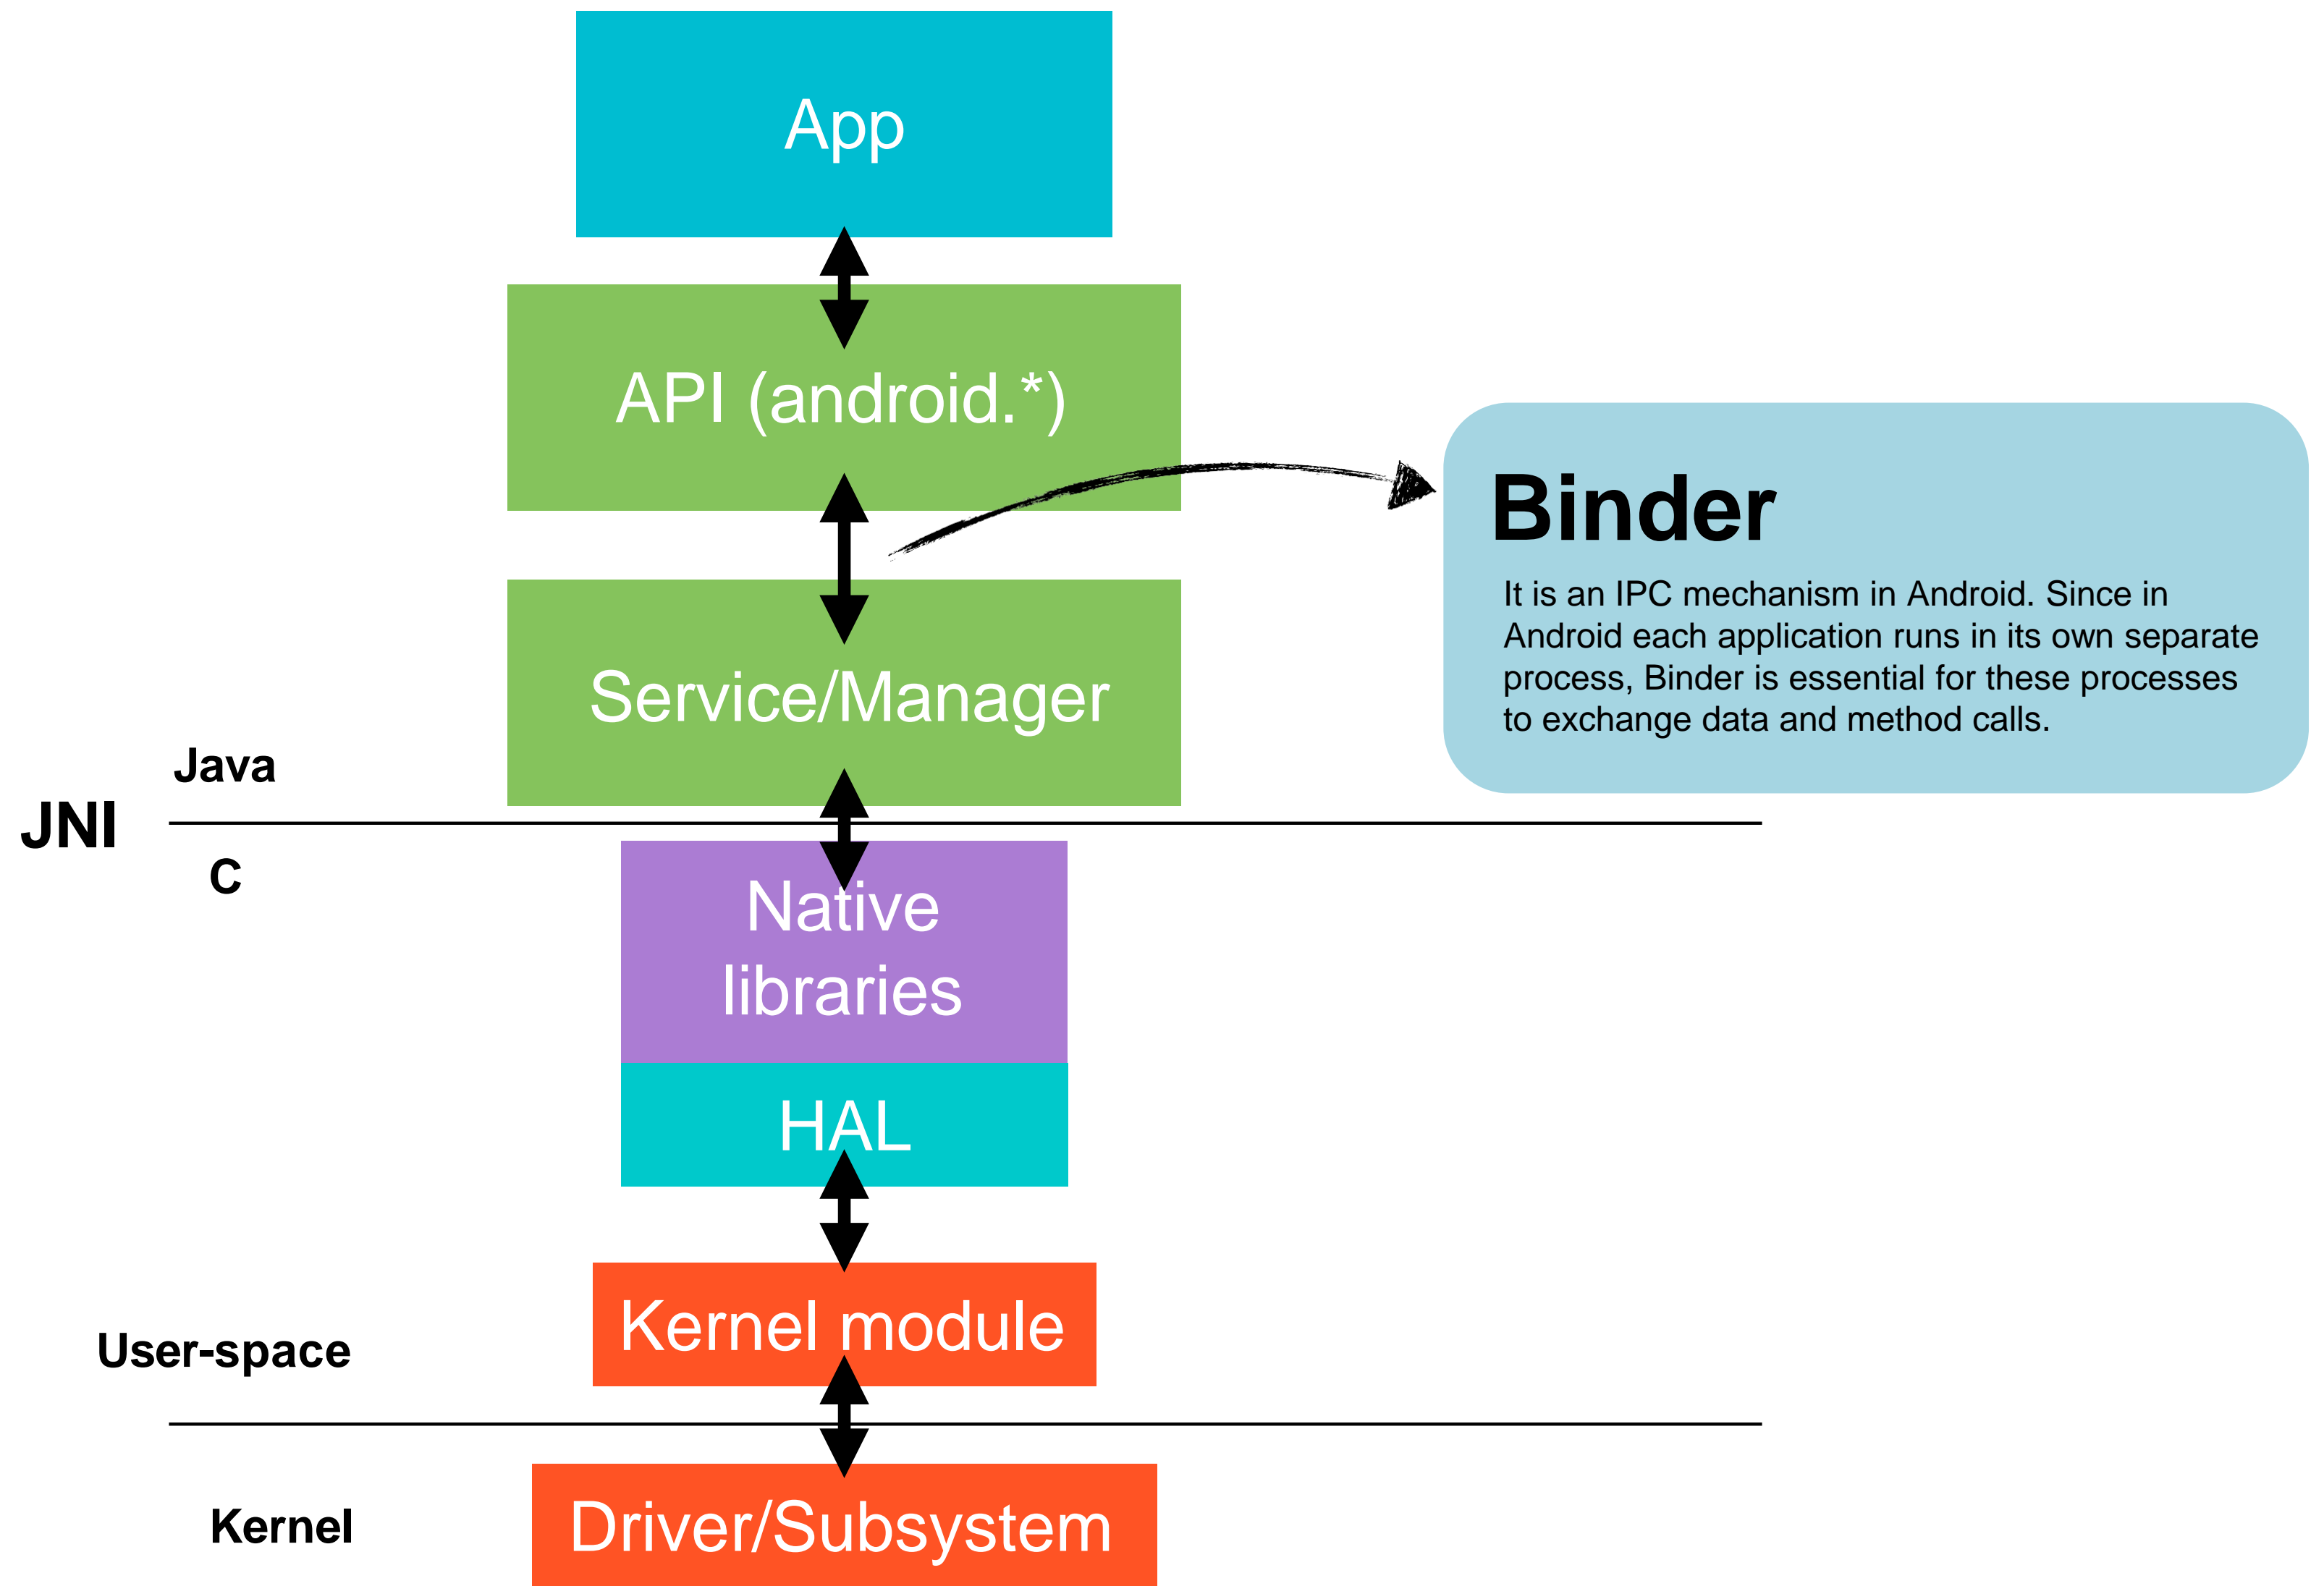 App
API (android.*)
Binder
It is an IPC mechanism in Android. Since in
Android each application runs in its own separate
process, Binder is essential for these processes
to exchange data and method calls.
Service/Manager
Java
JNI
C
Native
libraries
HAL
Kernel module
User-space
Kernel
Driver/Subsystem